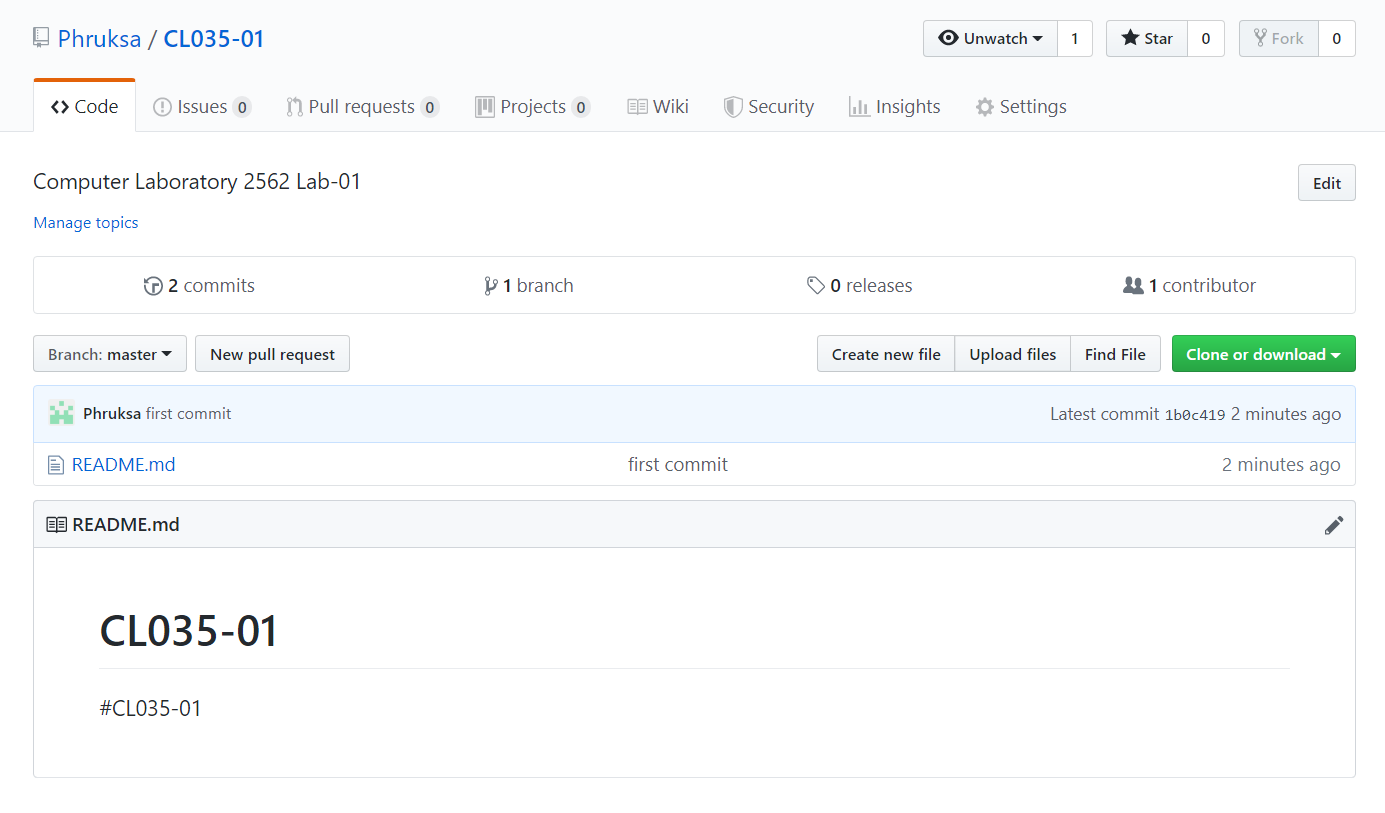 Phruksa / CL035-01 Unwatch 1 Star 0 Fork 0
Code Issues 0 Pull requests 0 Projects 0 Wiki Security Insights Settings
Computer Laboratory 2562 Lab-01 Edit
Manage topics
2 commits 1 branch 0 releases 1 contributor
Branch: master New pull request Create new file Upload files Find File Clone or download
Phruksa first commit Latest commit 1b0c419 2 minutes ago
README.md first commit 2 minutes ago
README.md
CL035-01
#CL035-01